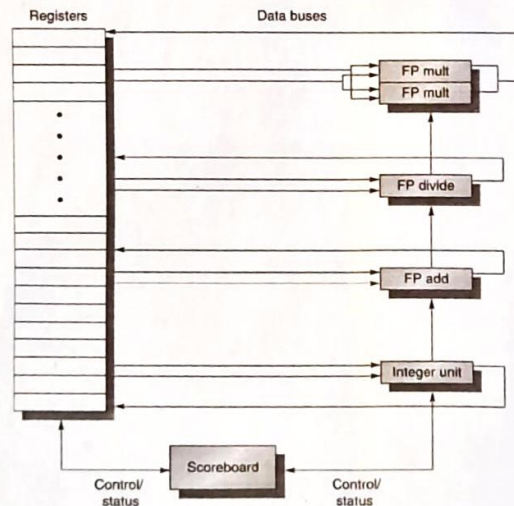 Registers
Data buses
FP mult
FP mult
FP divide
FP add
Integer unit
Scoreboard
Control/
status
Control/
status